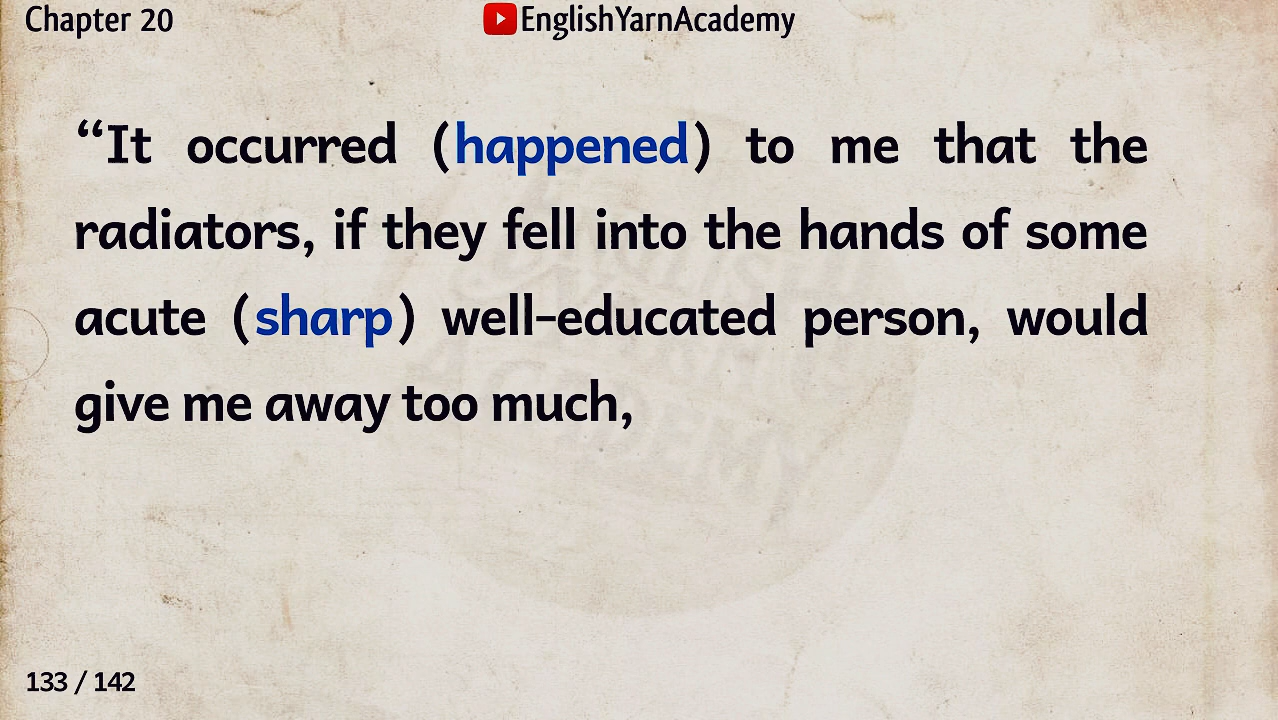 Chapter 20
EnglishYarnAcademy
“It occurred (happened) to me that the
radiators, if they fell into the hands of some
acute (sharp) well-educated person, would
give me away too much,
133 / 142